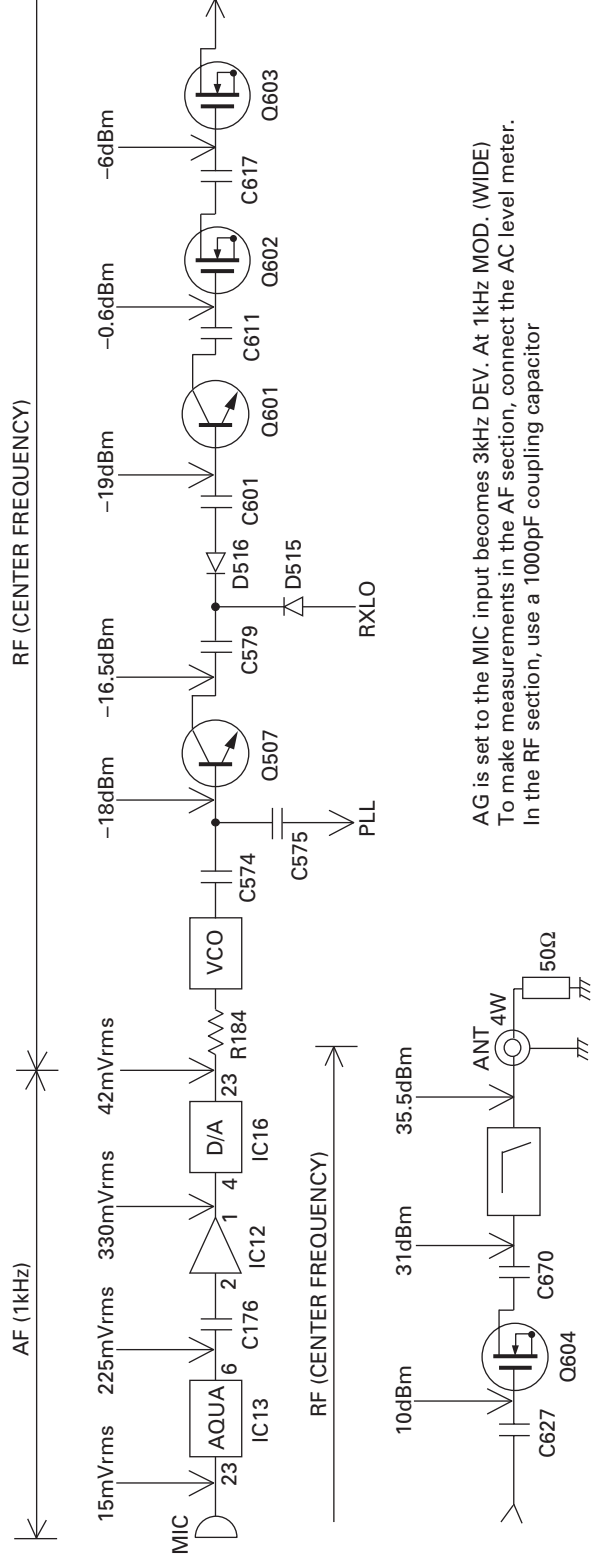 AF (1kHz)
RF (CENTER FREQUENCY)
15mVrms
225mVrms
330mVrms
42mVrms
–18dBm
–16.5dBm
–19dBm
–0.6dBm
–6dBm
MIC
23
AQUA
IC13
6
C176
2
IC12
1
4
D/A
IC16
23
R184
VCO
C574
C575
PLL
Q507
C579
D516
D515
RXLO
C601
Q601
C611
Q602
C617
Q603
RF (CENTER FREQUENCY)
10dBm
31dBm
35.5dBm
C627
Q604
C670
ANT
4W
50Ω
AG is set to the MIC input becomes 3kHz DEV. At 1kHz MOD. (WIDE)
To make measurements in the AF section, connect the AC level meter.
In the RF section, use a 1000pF coupling capacitor